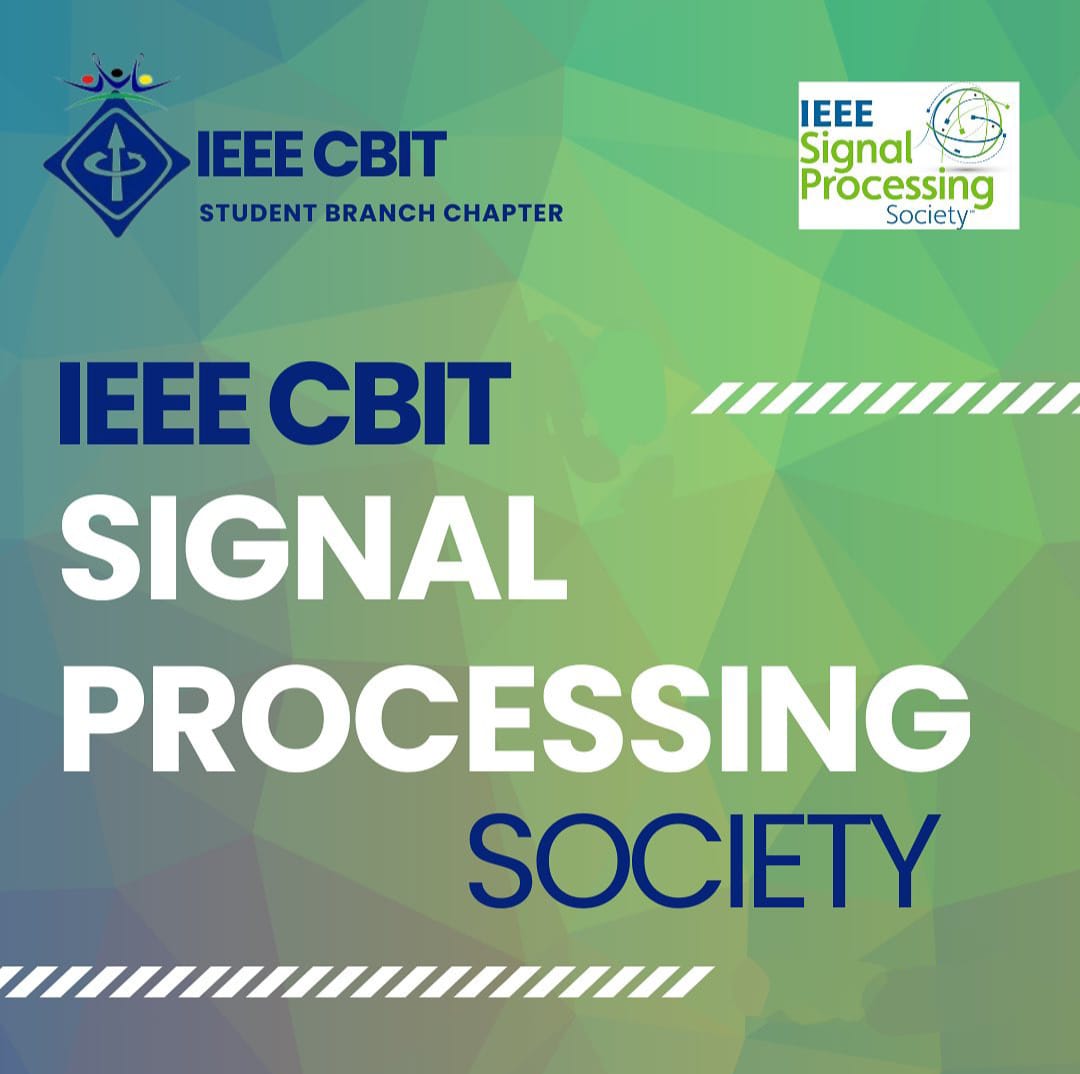 IEEE CBIT
STUDENT BRANCH CHAPTER
IEEE
Signal
Processing
Society
IEEE CBIT
SIGNAL
PROCESSING
SOCIETY